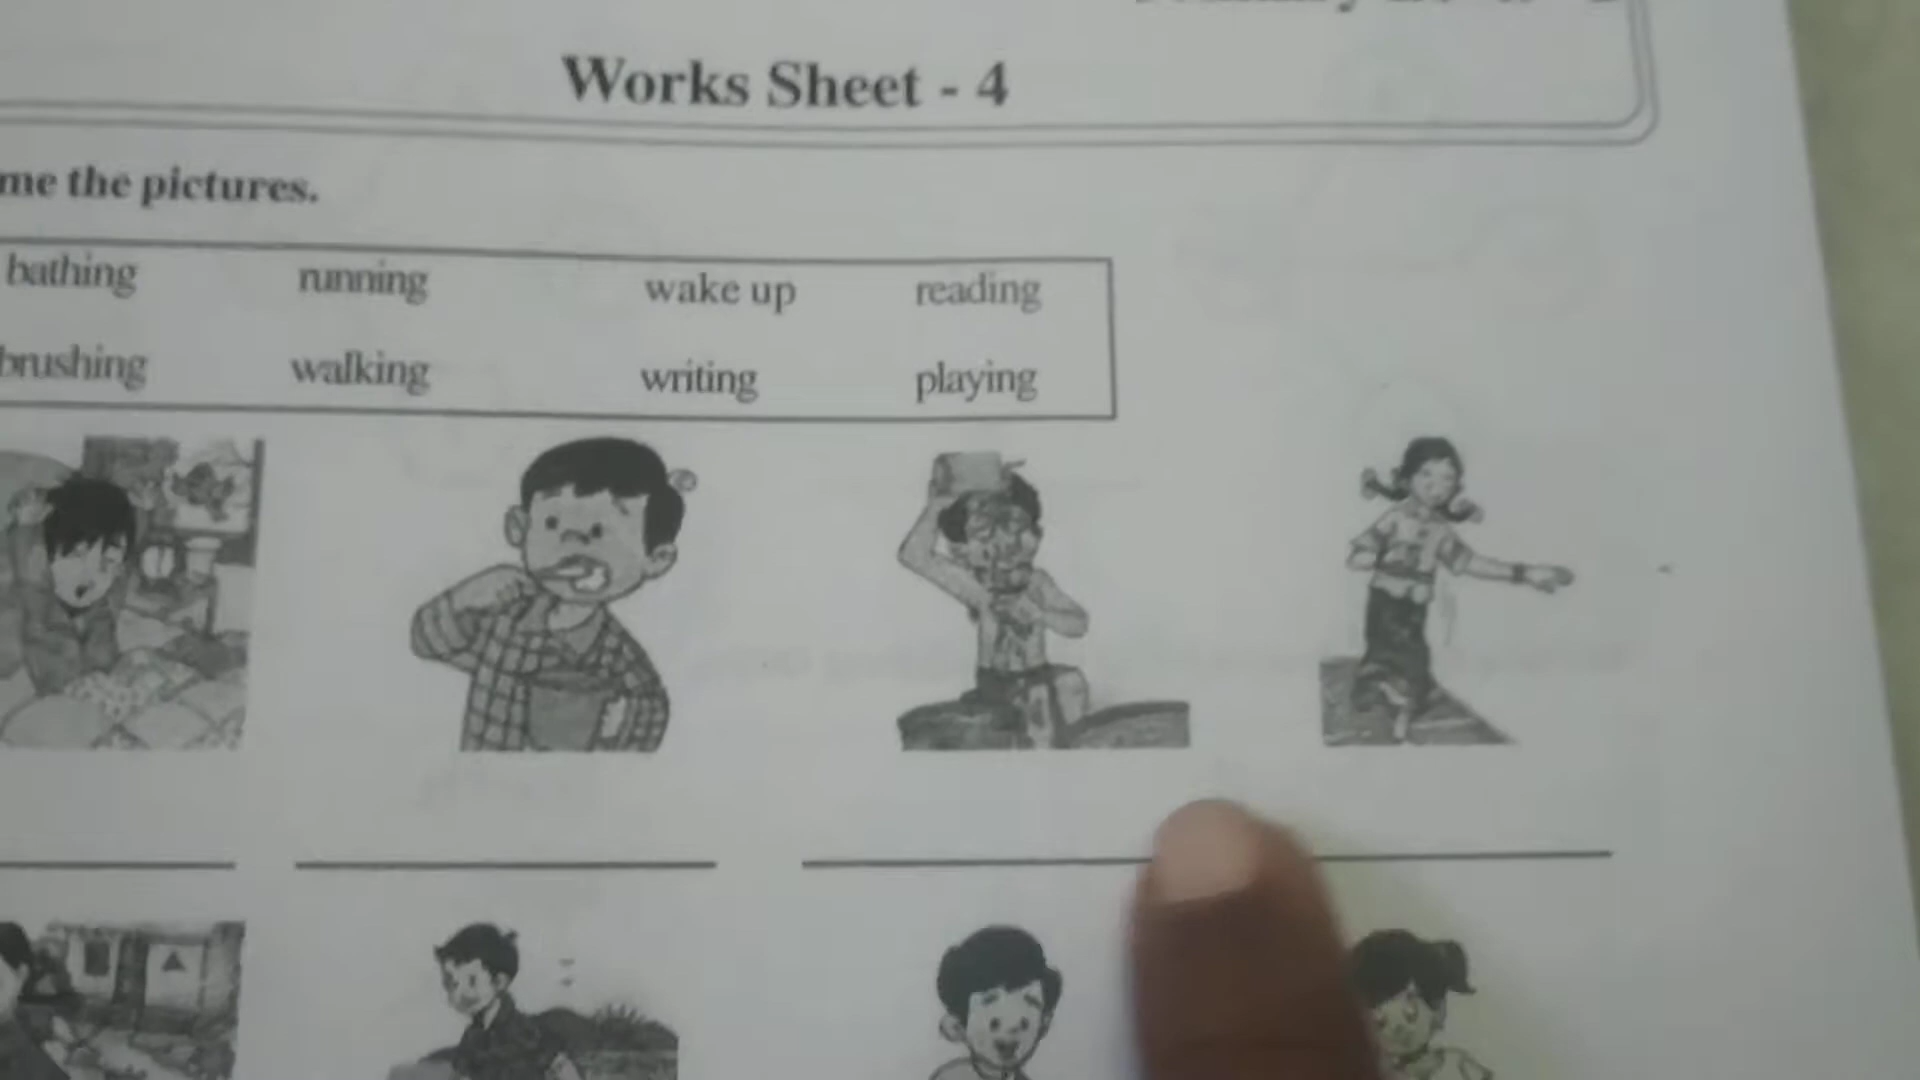 Works Sheet - 4
me the pictures.
bathing running wake up reading
brushing walking writing playing